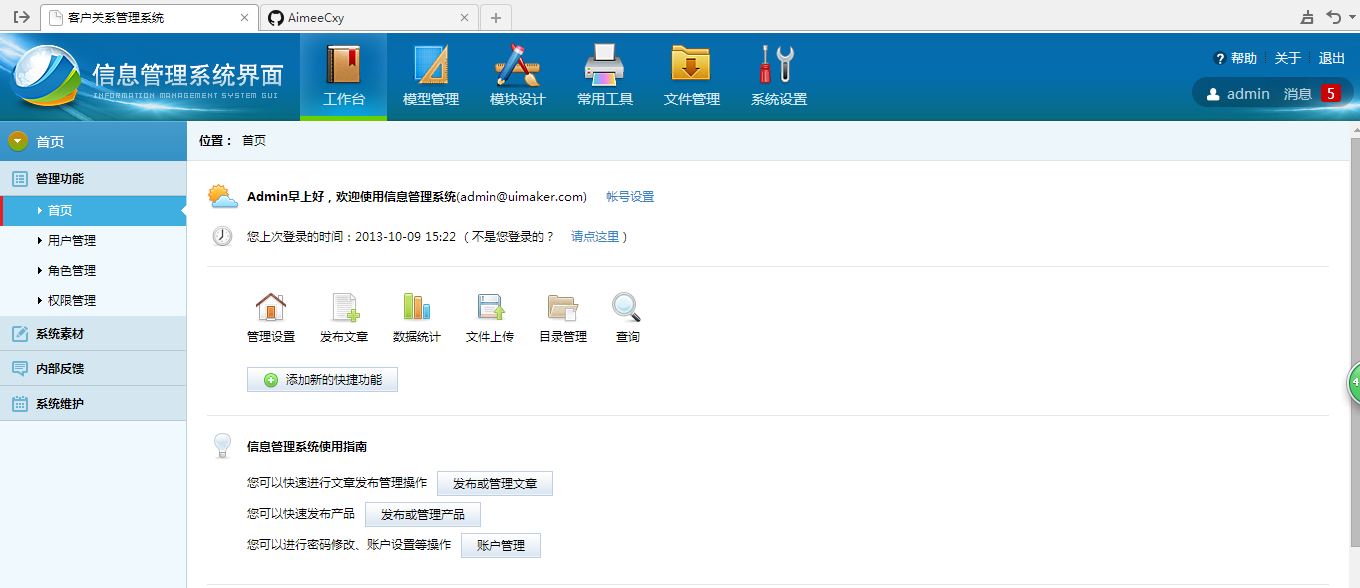 客户关系管理系统
AimeeCxy
信息管理系统界面
INFORMATION MANAGEMENT SYSTEM GUI
工作台 模型管理 模块设计 常用工具 文件管理 系统设置
? 帮助 关于 退出
admin 消息 5
首页
管理功能
首页
用户管理
角色管理
权限管理
系统素材
内部反馈
系统维护
位置： 首页
Admin早上好，欢迎使用信息管理系统(admin@uimaker.com) 帐号设置
您上次登录的时间：2013-10-09 15:22 （不是您登录的？ 请点这里）
管理设置 发布文章 数据统计 文件上传 目录管理 查询
添加新的快捷功能
信息管理系统使用指南
您可以快速进行文章发布管理操作 发布或管理文章
您可以快速发布产品 发布或管理产品
您可以进行密码修改、账户设置等操作 账户管理
4